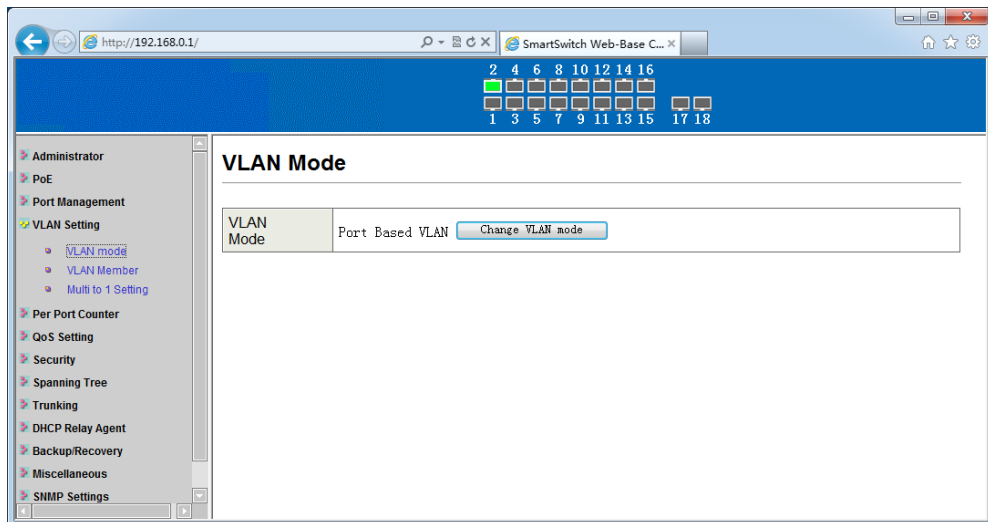 http://192.168.0.1/
SmartSwitch Web-Base C...
2 4 6 8 10 12 14 16
1 3 5 7 9 11 13 15 17 18
Administrator
PoE
Port Management
VLAN Setting
VLAN mode
VLAN Member
Multi to 1 Setting
Per Port Counter
QoS Setting
Security
Spanning Tree
Trunking
DHCP Relay Agent
Backup/Recovery
Miscellaneous
SNMP Settings
VLAN Mode
VLAN
Mode
Port Based VLAN Change VLAN mode